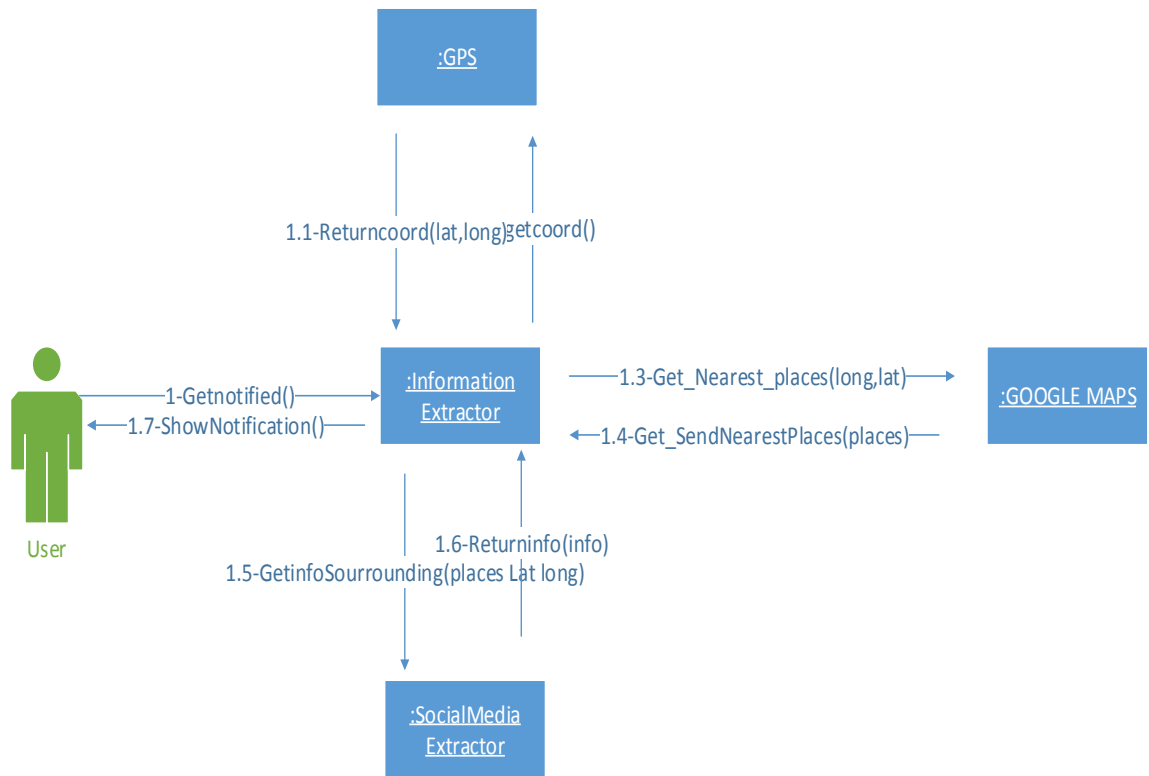 :GPS
1.1-Returncoord(lat,long)
getcoord()
:Information
Extractor
1-Getnotified()
1.7-ShowNotification()
1.3-Get_Nearest_places(long,lat)
1.4-Get_SendNearestPlaces(places)
:GOOGLE MAPS
User
1.6-Returninfo(info)
1.5-GetinfoSourrounding(places Lat long)
:SocialMedia
Extractor